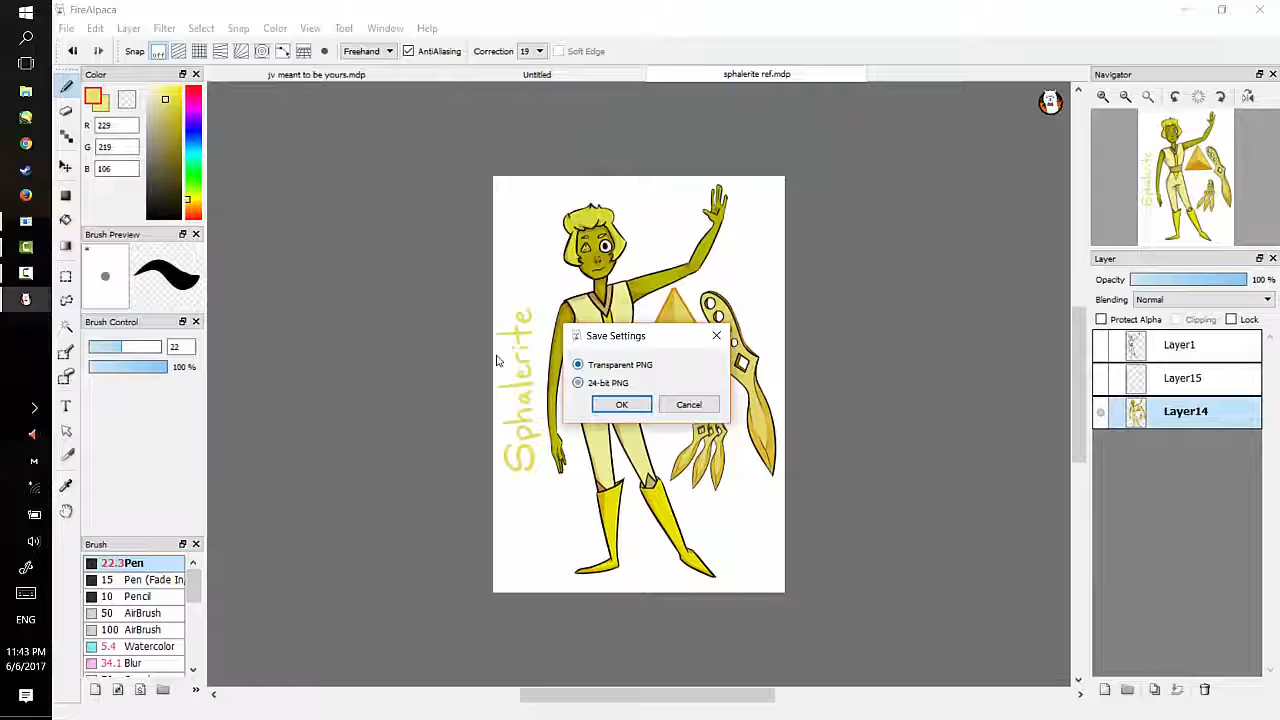 FireAlpaca
File Edit Layer Filter Select Snap Color View Tool Window Help
Snap off Freehand AntiAliasing Correction 19 Soft Edge
jv meant to be yours.mdp Untitled sphalerite ref.mdp
Color
R 229
G 219
B 106
Brush Preview
Brush Control
22
100 %
Brush
22.3 Pen
15 Pen (Fade In,
10 Pencil
50 AirBrush
100 AirBrush
5.4 Watercolor
34.1 Blur
Sphalerite
Save Settings
Transparent PNG
24-bit PNG
OK Cancel
Navigator
Sphalerite
Layer
Opacity 100 %
Blending Normal
Protect Alpha Clipping Lock
Layer1
Layer15
Layer14
ENG
11:43 PM
6/6/2017